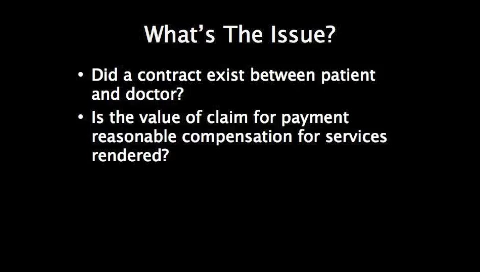 What's The Issue?
• Did a contract exist between patient
and doctor?
• Is the value of claim for payment
reasonable compensation for services
rendered?